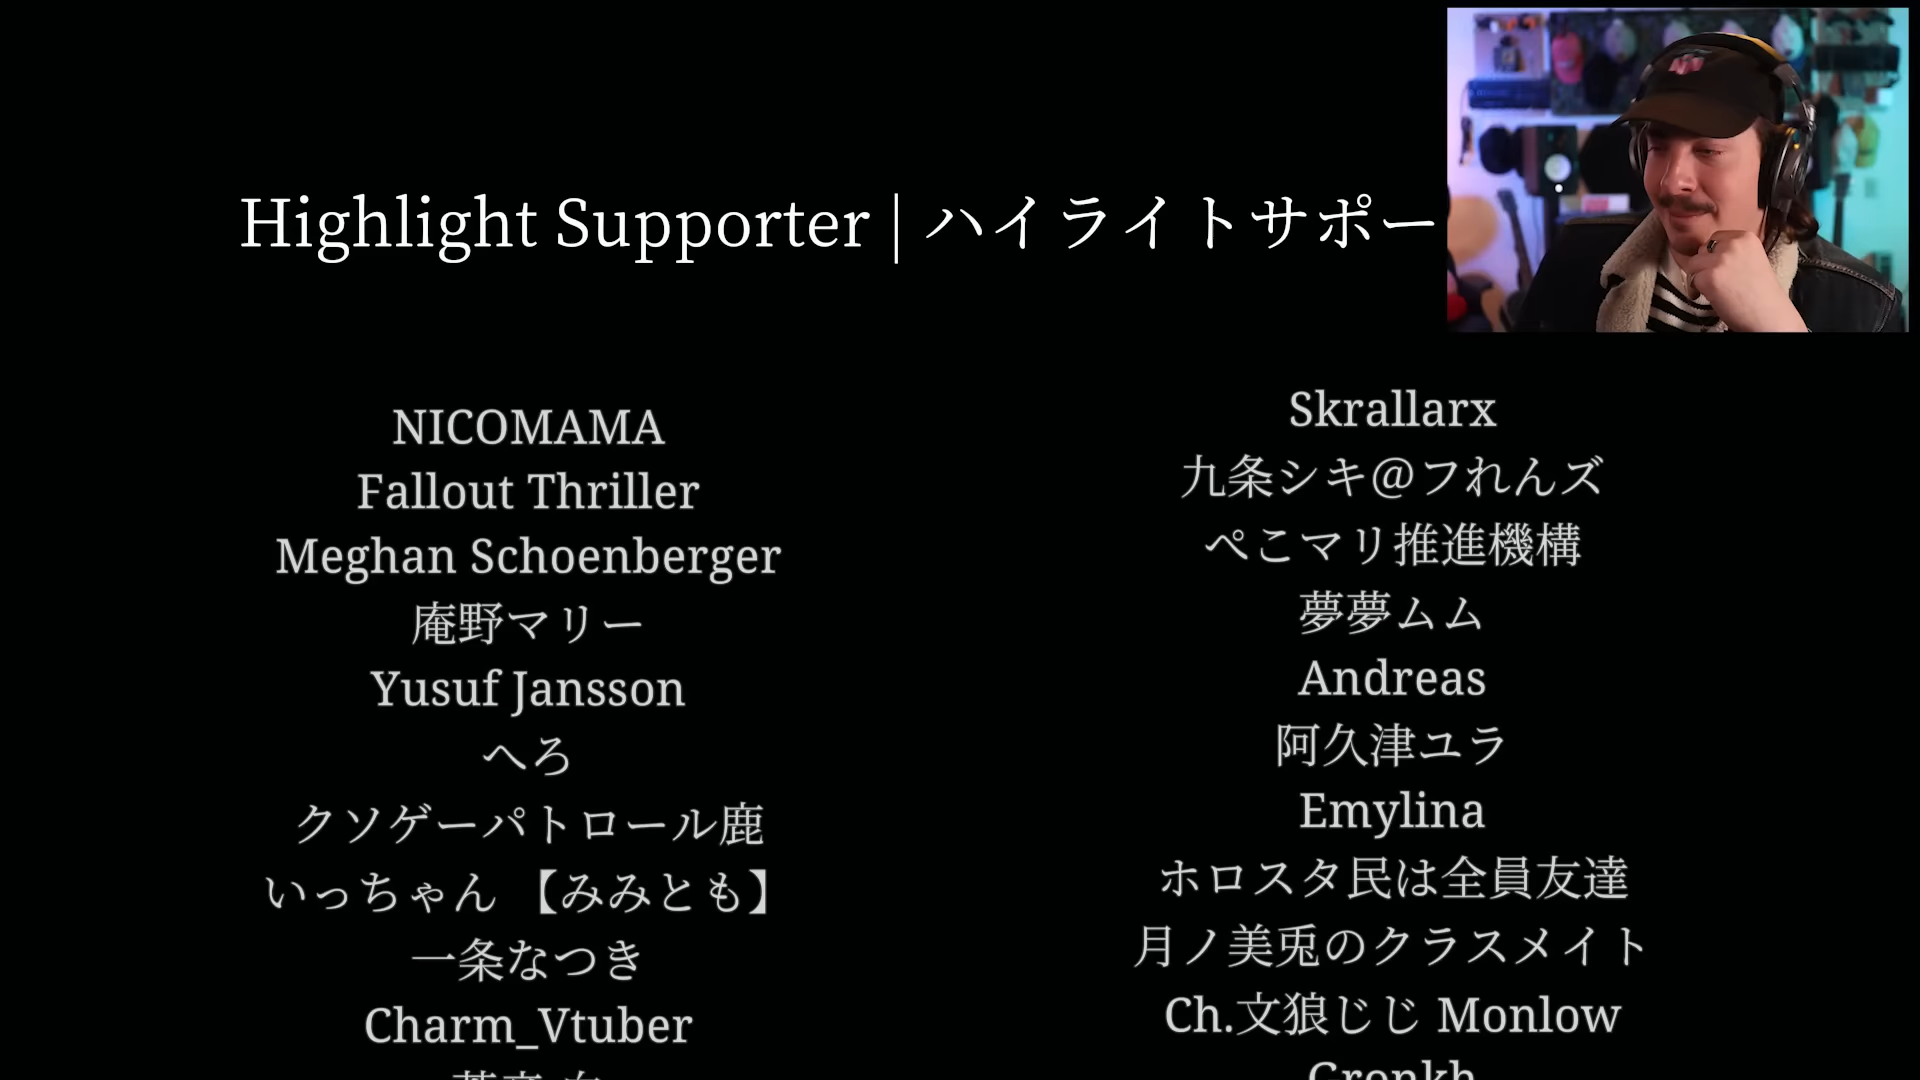 Highlight Supporter | ハイライトサポー
NICOMAMA
Fallout Thriller
Meghan Schoenberger
庵野マリー
Yusuf Jansson
へろ
クソゲーパトロール鹿
いっちゃん 【みみとも】
一条なつき
Charm_Vtuber
Skrallarx
九条シキ@フれんズ
ぺこマリ推進機構
夢夢ムム
Andreas
阿久津ユラ
Emylina
ホロスタ民は全員友達
月ノ美兎のクラスメイト
Ch.文狼じじ Monlow
Gronkh